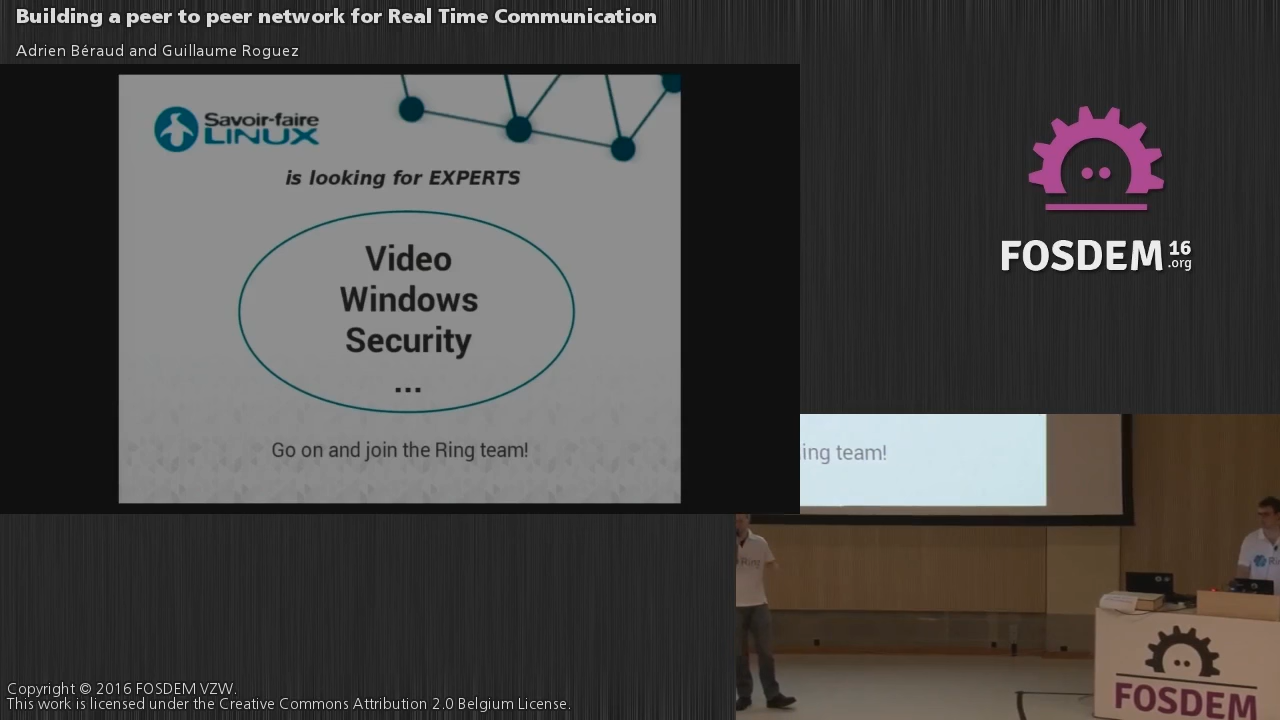 Building a peer to peer network for Real Time Communication
Adrien Béraud and Guillaume Roguez
Savoir-faire
LINUX
is looking for EXPERTS
Video
Windows
Security
...
Go on and join the Ring team!
FOSDEM 16
.org
ing team!
Ring
FOSDEM
Copyright © 2016 FOSDEM VZW.
This work is licensed under the Creative Commons Attribution 2.0 Belgium License.